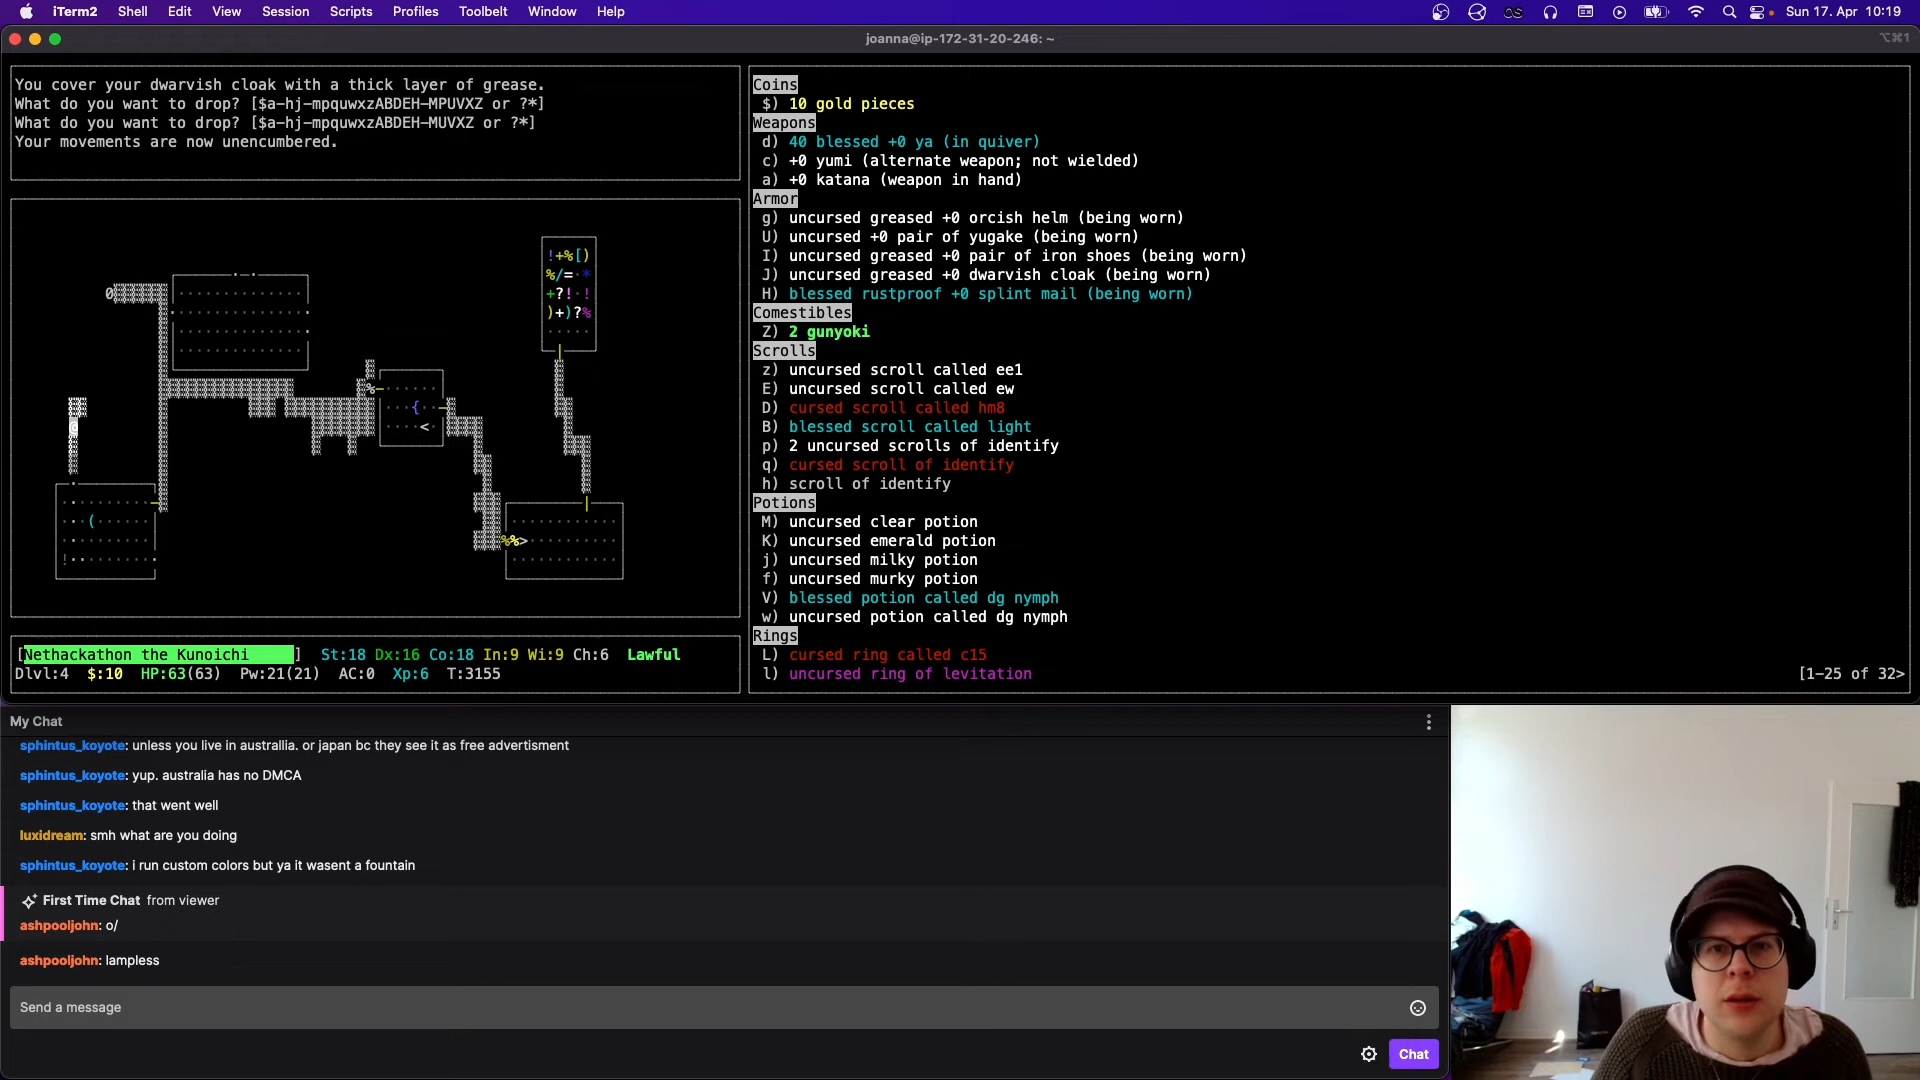 iTerm2 Shell Edit View Session Scripts Profiles Toolbelt Window Help Sun 17. Apr 10:19
joanna@ip-172-31-20-246: ~ ⌥⌘1
You cover your dwarvish cloak with a thick layer of grease.
What do you want to drop? [$a-hj-mpquwxzABDEH-MPUVXZ or ?*]
What do you want to drop? [$a-hj-mpquwxzABDEH-MUVXZ or ?*]
Your movements are now unencumbered.
Coins
$) 10 gold pieces
Weapons
d) 40 blessed +0 ya (in quiver)
c) +0 yumi (alternate weapon; not wielded)
a) +0 katana (weapon in hand)
Armor
g) uncursed greased +0 orcish helm (being worn)
U) uncursed +0 pair of yugake (being worn)
I) uncursed greased +0 pair of iron shoes (being worn)
J) uncursed greased +0 dwarvish cloak (being worn)
H) blessed rustproof +0 splint mail (being worn)
Comestibles
Z) 2 gunyoki
Scrolls
z) uncursed scroll called ee1
E) uncursed scroll called ew
D) cursed scroll called hm8
B) blessed scroll called light
p) 2 uncursed scrolls of identify
q) cursed scroll of identify
h) scroll of identify
Potions
M) uncursed clear potion
K) uncursed emerald potion
j) uncursed milky potion
f) uncursed murky potion
V) blessed potion called dg nymph
w) uncursed potion called dg nymph
Rings
L) cursed ring called c15
l) uncursed ring of levitation
[1-25 of 32>
[Nethackathon the Kunoichi ] St:18 Dx:16 Co:18 In:9 Wi:9 Ch:6 Lawful
Dlvl:4 $:10 HP:63(63) Pw:21(21) AC:0 Xp:6 T:3155
My Chat
sphintus_koyote: unless you live in australlia. or japan bc they see it as free advertisment
sphintus_koyote: yup. australia has no DMCA
sphintus_koyote: that went well
luxidream: smh what are you doing
sphintus_koyote: i run custom colors but ya it wasent a fountain
First Time Chat from viewer
ashpooljohn: o/
ashpooljohn: lampless
Send a message
Chat